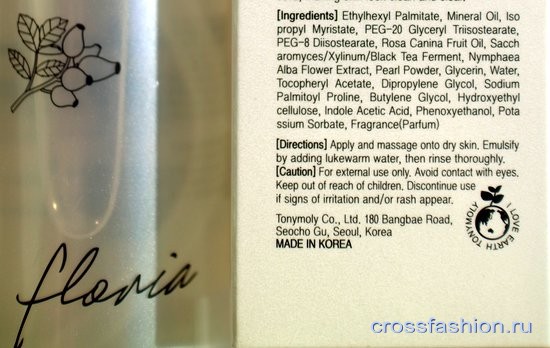 [Ingredients] Ethylhexyl Palmitate, Mineral Oil, Iso
propyl Myristate, PEG-20 Glyceryl Triisostearate,
PEG-8 Diisostearate, Rosa Canina Fruit Oil, Sacch
aromyces/Xylinum/Black Tea Ferment, Nymphaea
Alba Flower Extract, Pearl Powder, Glycerin, Water,
Tocopheryl Acetate, Dipropylene Glycol, Sodium
Palmitoyl Proline, Butylene Glycol, Hydroxyethyl
cellulose, Indole Acetic Acid, Phenoxyethanol, Pota
ssium Sorbate, Fragrance(Parfum)
[Directions] Apply and massage onto dry skin. Emulsify
by adding lukewarm water, then rinse thoroughly.
[Caution] For external use only. Avoid contact with eyes.
Keep out of reach of children. Discontinue use
if signs of irritation and/or rash appear.
Tonymoly Co., Ltd. 180 Bangbae Road,
Seocho Gu, Seoul, Korea
MADE IN KOREA
I LOVE EARTH TONYMOLY
floria
crossfashion.ru